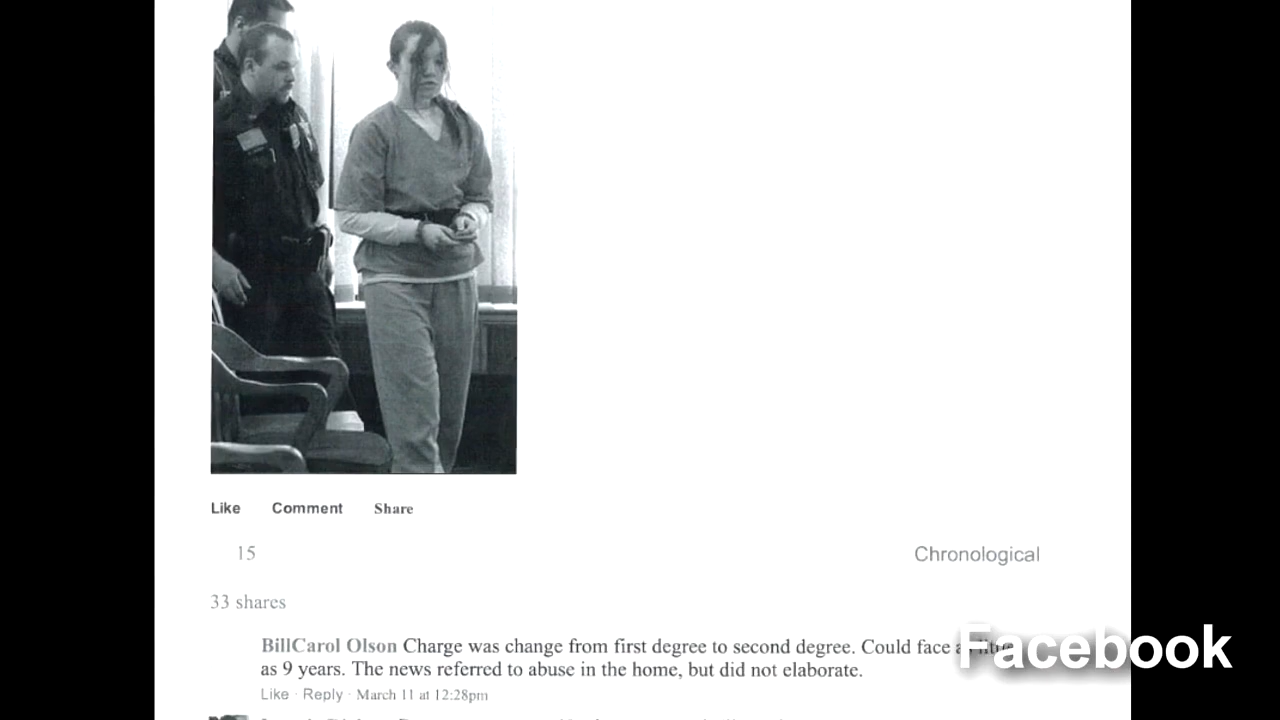 Like Comment Share
15 Chronological
33 shares
BillCarol Olson Charge was change from first degree to second degree. Could face
as 9 years. The news referred to abuse in the home, but did not elaborate.
Like · Reply · March 11 at 12:28pm
Facebook